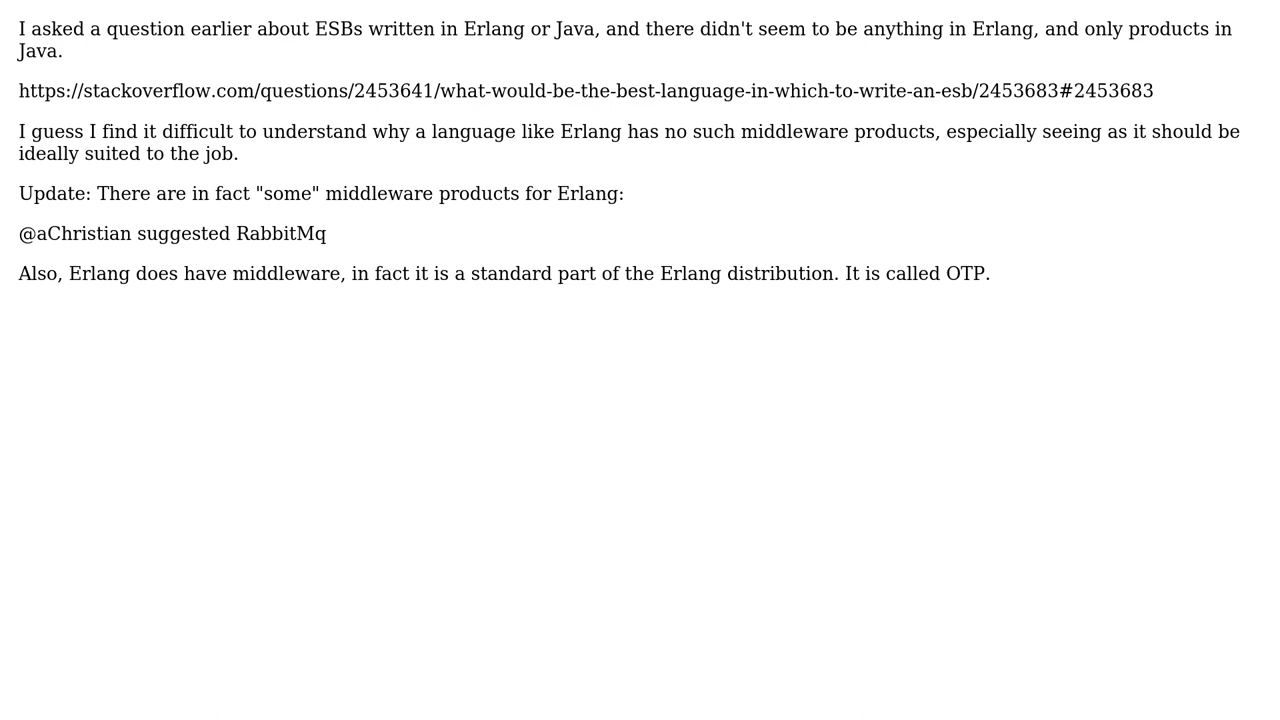 I asked a question earlier about ESBs written in Erlang or Java, and there didn't seem to be anything in Erlang, and only products in
Java.
https://stackoverflow.com/questions/2453641/what-would-be-the-best-language-in-which-to-write-an-esb/2453683#2453683
I guess I find it difficult to understand why a language like Erlang has no such middleware products, especially seeing as it should be
ideally suited to the job.
Update: There are in fact "some" middleware products for Erlang:
@aChristian suggested RabbitMq
Also, Erlang does have middleware, in fact it is a standard part of the Erlang distribution. It is called OTP.